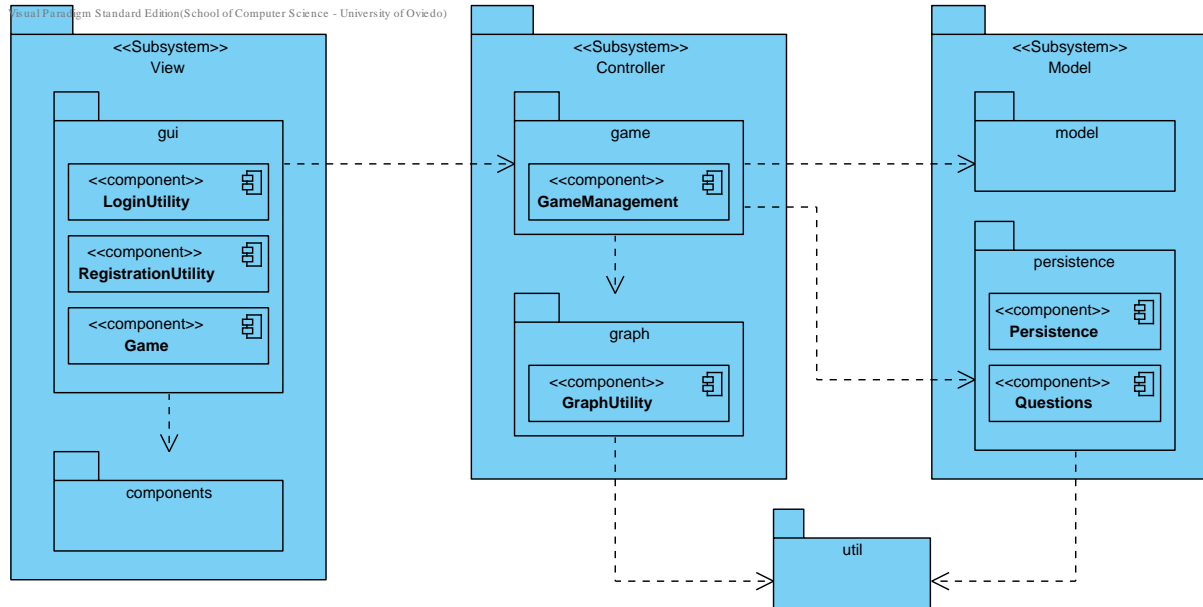 Visual Paradigm Standard Edition(School of Computer Science - University of Oviedo)
<<Subsystem>>
View
gui
<<component>>
LoginUtility
<<component>>
RegistrationUtility
<<component>>
Game
components
<<Subsystem>>
Controller
game
<<component>>
GameManagement
graph
<<component>>
GraphUtility
<<Subsystem>>
Model
model
persistence
<<component>>
Persistence
<<component>>
Questions
util